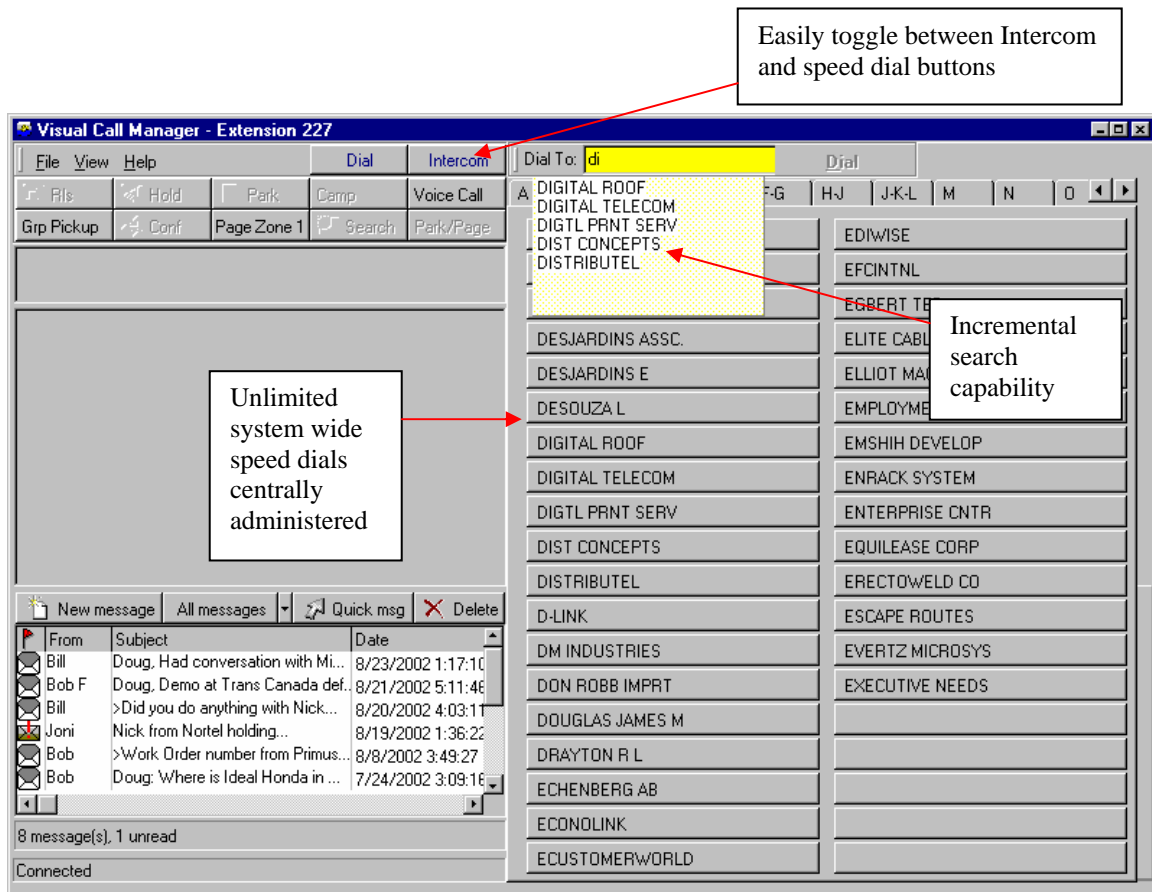 Easily toggle between Intercom
and speed dial buttons
Visual Call Manager - Extension 227
File View Help
Dial
Intercom
Dial To: di
Dial
Rls
Hold
Park
Camp
Voice Call
Grp Pickup
Conf
Page Zone 1
Search
Park/Page
A
F-G
H-J
J-K-L
M
N
O
DIGITAL ROOF
DIGITAL TELECOM
DIGTL PRNT SERV
DIST CONCEPTS
DISTRIBUTEL
DESJARDINS ASSC.
DESJARDINS E
DESOUZA L
DIGITAL ROOF
DIGITAL TELECOM
DIGTL PRNT SERV
DIST CONCEPTS
DISTRIBUTEL
D-LINK
DM INDUSTRIES
DON ROBB IMPRT
DOUGLAS JAMES M
DRAYTON R L
ECHENBERG AB
ECONOLINK
ECUSTOMERWORLD
EDIWISE
EFCINTNL
EGBERT
ELITE CABL
ELLIOT
EMPLOYME
EMSHIH DEVELOP
ENRACK SYSTEM
ENTERPRISE CNTR
EQUILEASE CORP
ERECTOWELD CO
ESCAPE ROUTES
EVERTZ MICROSYS
EXECUTIVE NEEDS
Incremental
search
capability
Unlimited
system wide
speed dials
centrally
administered
New message
All messages
Quick msg
Delete
From Subject Date
Bill Doug, Had conversation with Mi... 8/23/2002 1:17:10
Bob F Doug, Demo at Trans Canada def.. 8/21/2002 5:11:46
Bill >Did you do anything with Nick... 8/20/2002 4:03:11
Joni Nick from Nortel holding... 8/19/2002 1:36:22
Bob >Work Order number from Primus... 8/8/2002 3:49:27
Bob Doug: Where is Ideal Honda in ... 7/24/2002 3:09:16
8 message(s), 1 unread
Connected